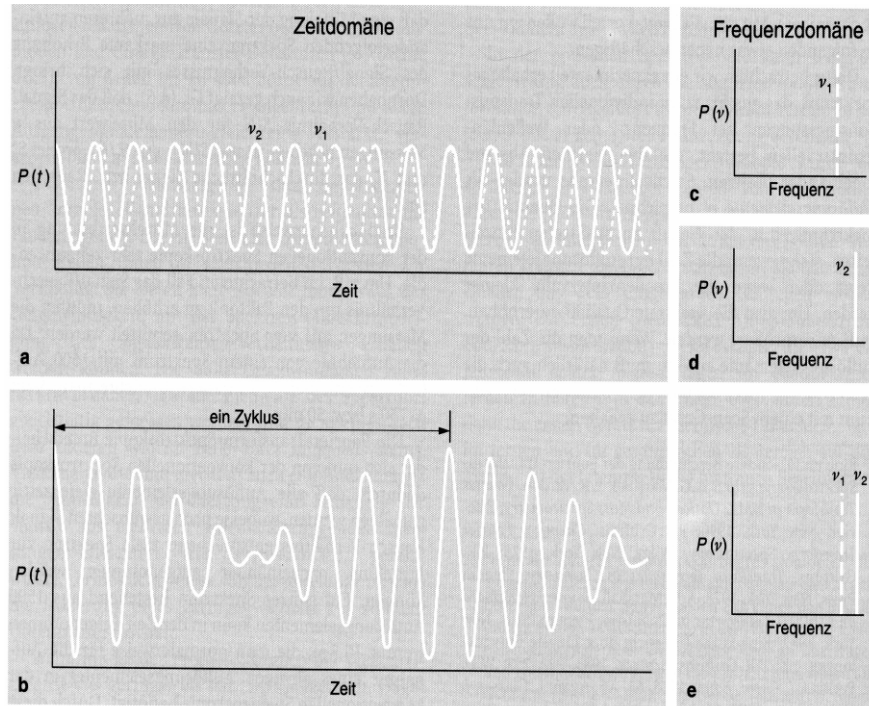 Zeitdomäne
ν₂ ν₁
P(t)
Zeit
a
ein Zyklus
P(t)
Zeit
b
Frequenzdomäne
ν₁
P(ν)
Frequenz
c
ν₂
P(ν)
Frequenz
d
ν₁ ν₂
P(ν)
Frequenz
e